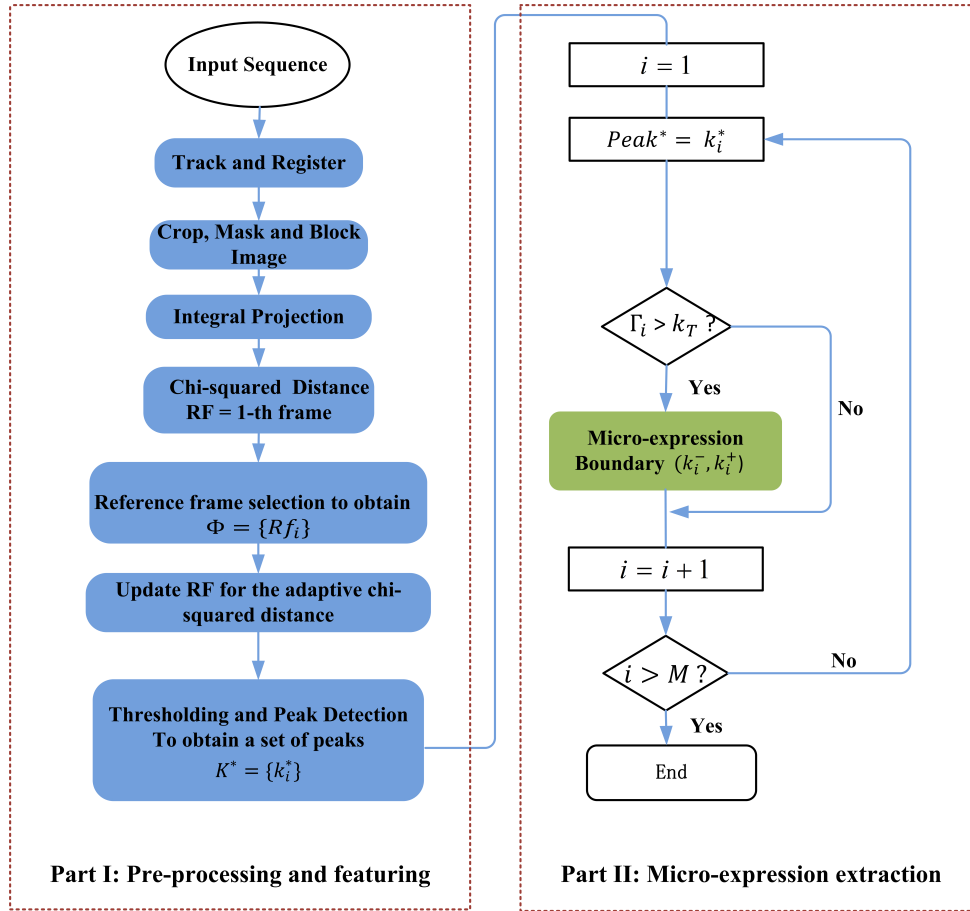 Input Sequence
Track and Register
Crop, Mask and Block
Image
Integral Projection
Chi-squared Distance
RF = 1-th frame
Reference frame selection to obtain
Φ = {Rf_i}
Update RF for the adaptive chi-
squared distance
Thresholding and Peak Detection
To obtain a set of peaks
K* = {k_i^*}
Part I: Pre-processing and featuring
i = 1
Peak* = k_i^*
Γ_i > k_T ?
Yes
No
Micro-expression
Boundary (k_i^-, k_i^+)
i = i + 1
i > M ?
No
Yes
End
Part II: Micro-expression extraction